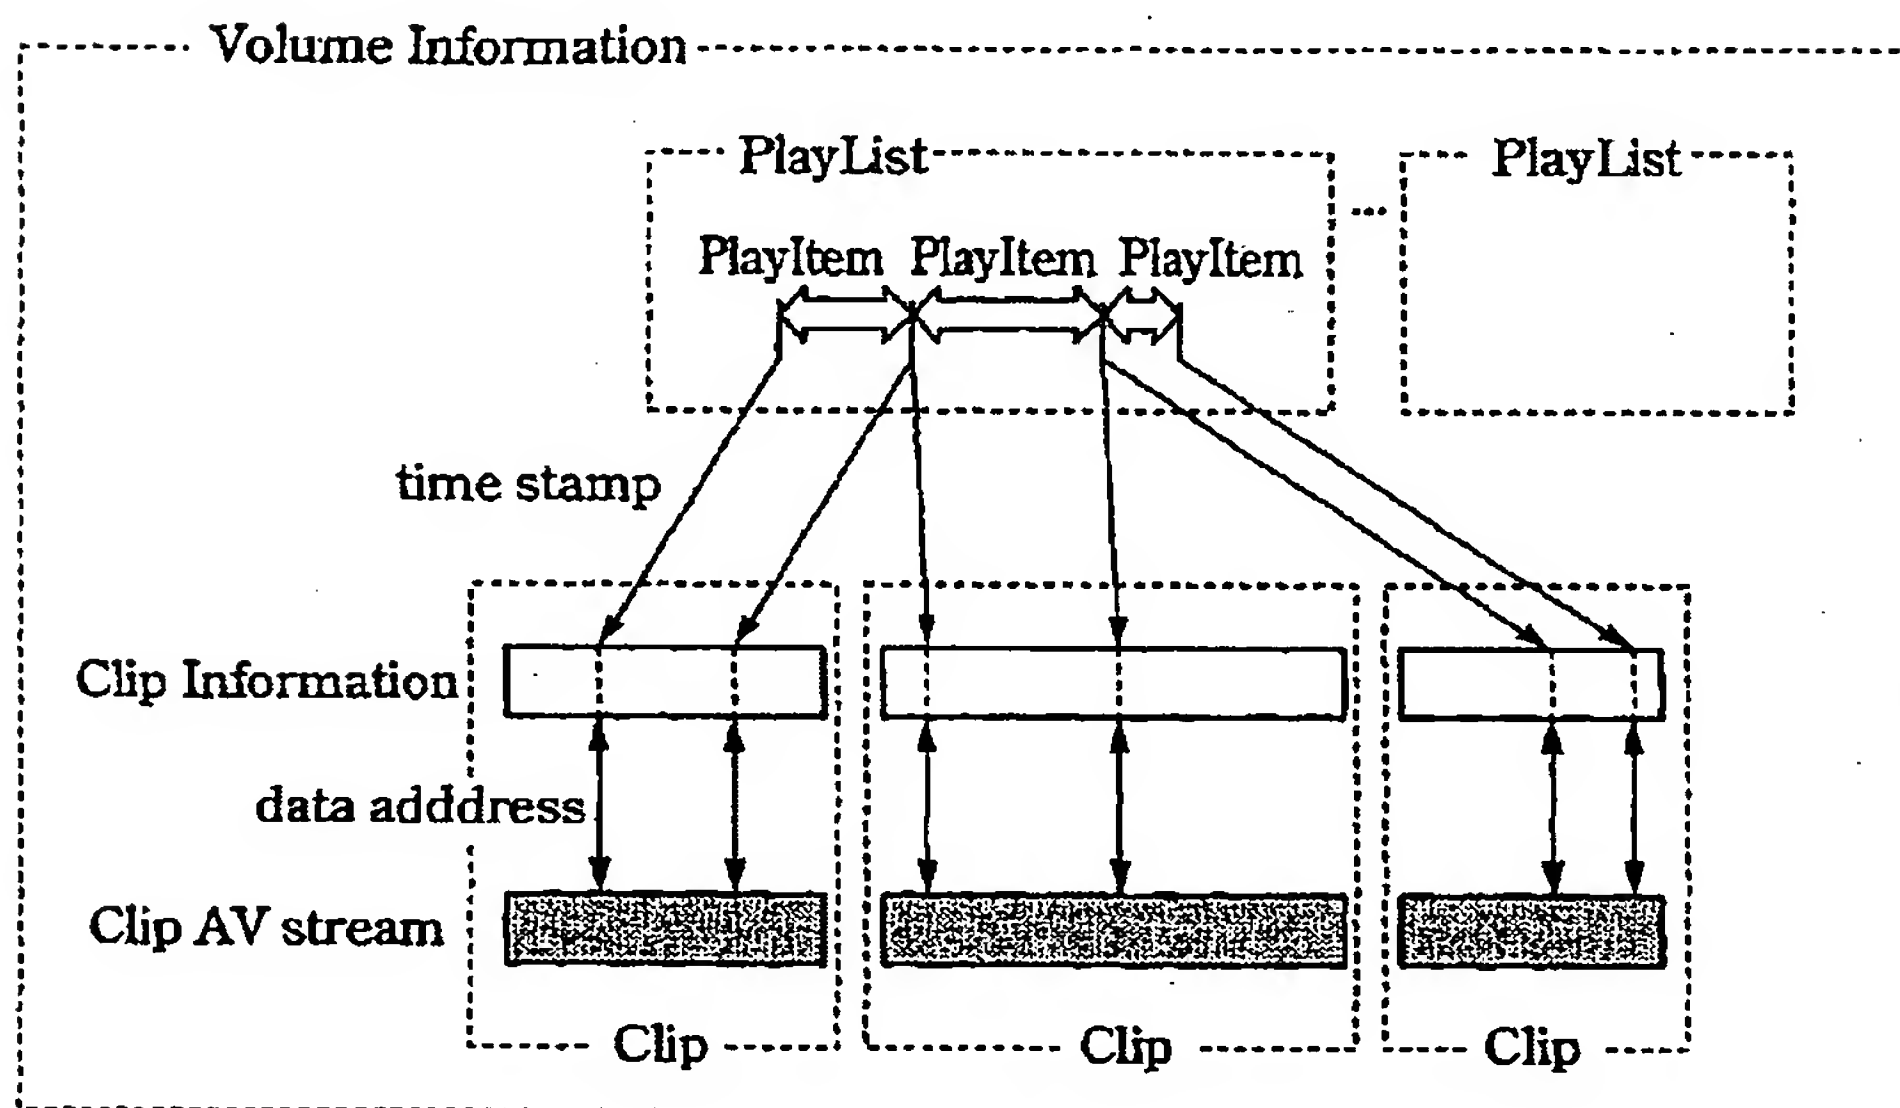 Volume Information
PlayList
PlayList
PlayItem PlayItem PlayItem
time stamp
Clip Information
data adddress
Clip AV stream
Clip
Clip
Clip